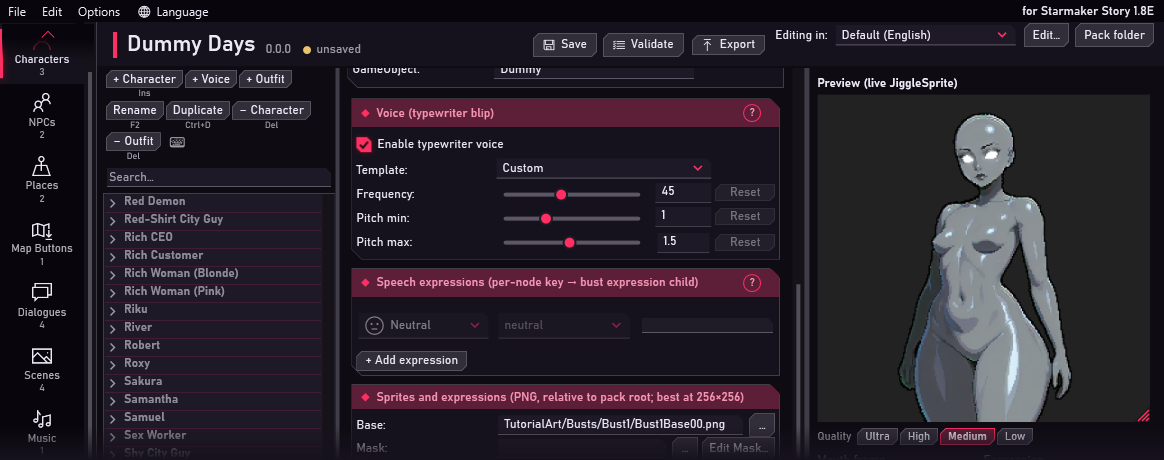 File Edit Options Language for Starmaker Story 1.8E
Dummy Days 0.0.0 unsaved Save Validate Export Editing in: Default (English) Edit... Pack folder
Characters
3
NPCs
2
Places
2
Map Buttons
1
Dialogues
4
Scenes
4
Music
1
+ Character + Voice + Outfit
Ins
Rename Duplicate − Character
F2 Ctrl+D Del
− Outfit
Del
Search...
Red Demon
Red-Shirt City Guy
Rich CEO
Rich Customer
Rich Woman (Blonde)
Rich Woman (Pink)
Riku
River
Robert
Roxy
Sakura
Samantha
Samuel
Sex Worker
Shy City Guy
GameObject: Dummy
Voice (typewriter blip) ?
Enable typewriter voice
Template: Custom
Frequency: 45 Reset
Pitch min: 1 Reset
Pitch max: 1.5 Reset
Speech expressions (per-node key → bust expression child) ?
Neutral neutral
+ Add expression
Sprites and expressions (PNG, relative to pack root; best at 256×256)
Base: TutorialArt/Busts/Bust1/Bust1Base00.png ...
Mask: ... Edit Mask...
Preview (live JiggleSprite)
Quality Ultra High Medium Low